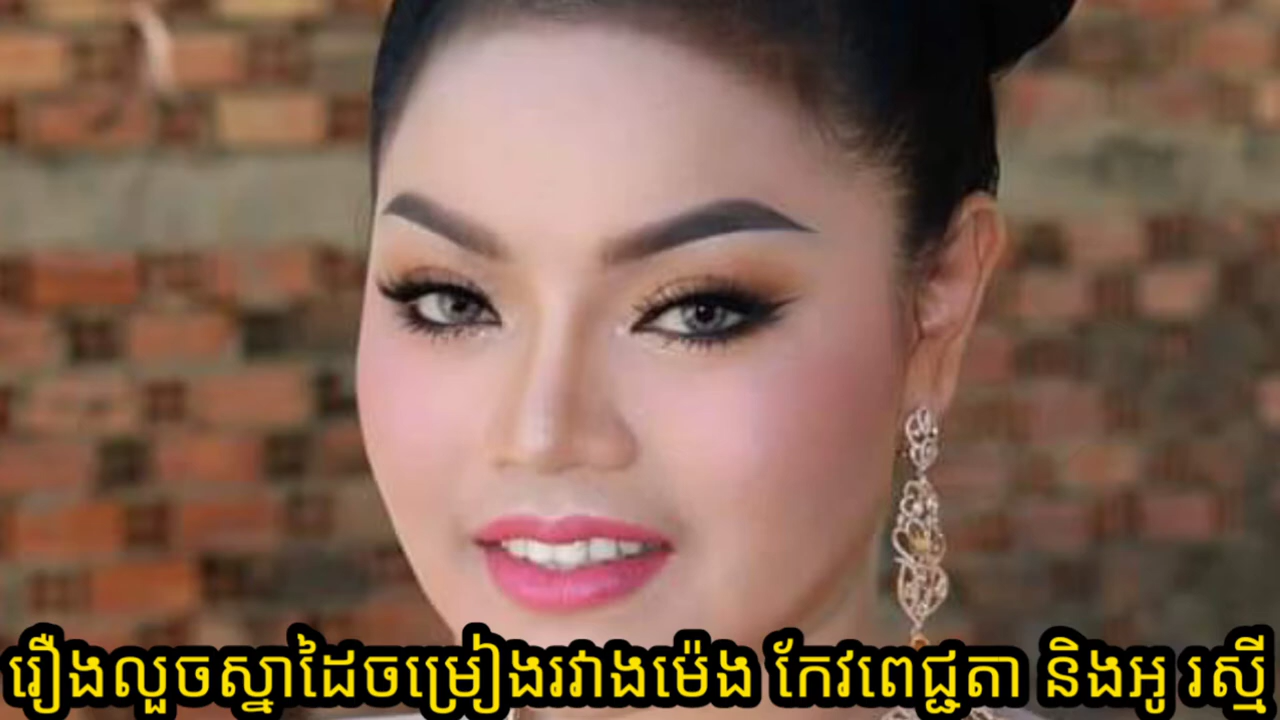 រឿងលួចស្នាដៃចម្រៀងរវាងម៉េង កែវពេជ្ជតា និងអូ រស្មី